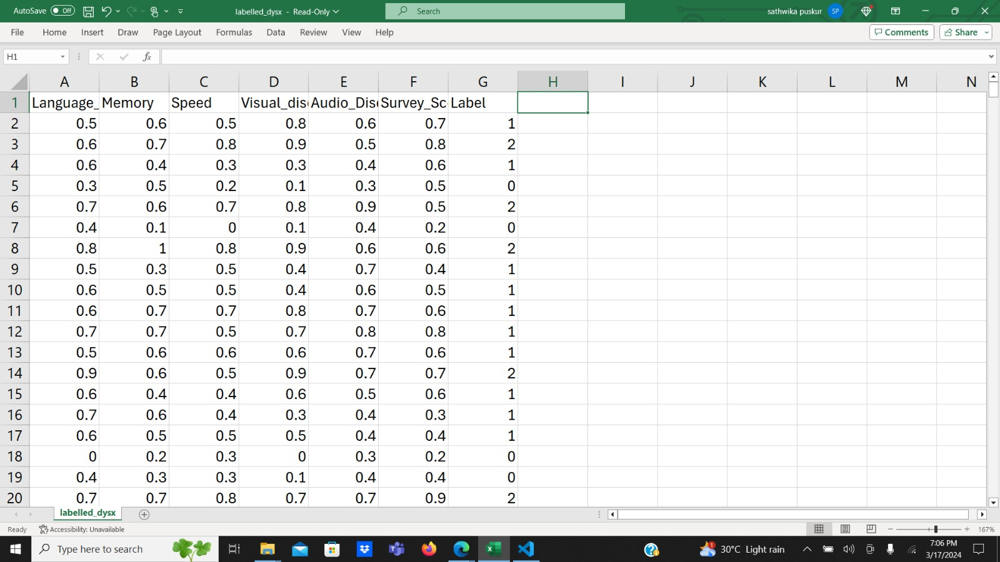 AutoSave Off labelled_dysx - Read-Only Search sathwika puskur SP
File Home Insert Draw Page Layout Formulas Data Review View Help Comments Share
H1 fx
A B C D E F G H I J K L M N
1 Language_ Memory Speed Visual_dis Audio_Dis Survey_Sc Label
2 0.5 0.6 0.5 0.8 0.6 0.7 1
3 0.6 0.7 0.8 0.9 0.5 0.8 2
4 0.6 0.4 0.3 0.3 0.4 0.6 1
5 0.3 0.5 0.2 0.1 0.3 0.5 0
6 0.7 0.6 0.7 0.8 0.9 0.5 2
7 0.4 0.1 0 0.1 0.4 0.2 0
8 0.8 1 0.8 0.9 0.6 0.6 2
9 0.5 0.3 0.5 0.4 0.7 0.4 1
10 0.6 0.5 0.5 0.4 0.6 0.5 1
11 0.6 0.7 0.7 0.8 0.7 0.6 1
12 0.7 0.7 0.5 0.7 0.8 0.8 1
13 0.5 0.6 0.6 0.6 0.7 0.6 1
14 0.9 0.6 0.5 0.9 0.7 0.7 2
15 0.6 0.4 0.4 0.6 0.5 0.6 1
16 0.7 0.6 0.4 0.3 0.4 0.3 1
17 0.6 0.5 0.5 0.5 0.4 0.4 1
18 0 0.2 0.3 0 0.3 0.2 0
19 0.4 0.3 0.3 0.1 0.4 0.4 0
20 0.7 0.7 0.8 0.7 0.7 0.9 2
labelled_dysx
Ready Accessibility: Unavailable 167%
Type here to search 1 30°C Light rain 7:06 PM
3/17/2024